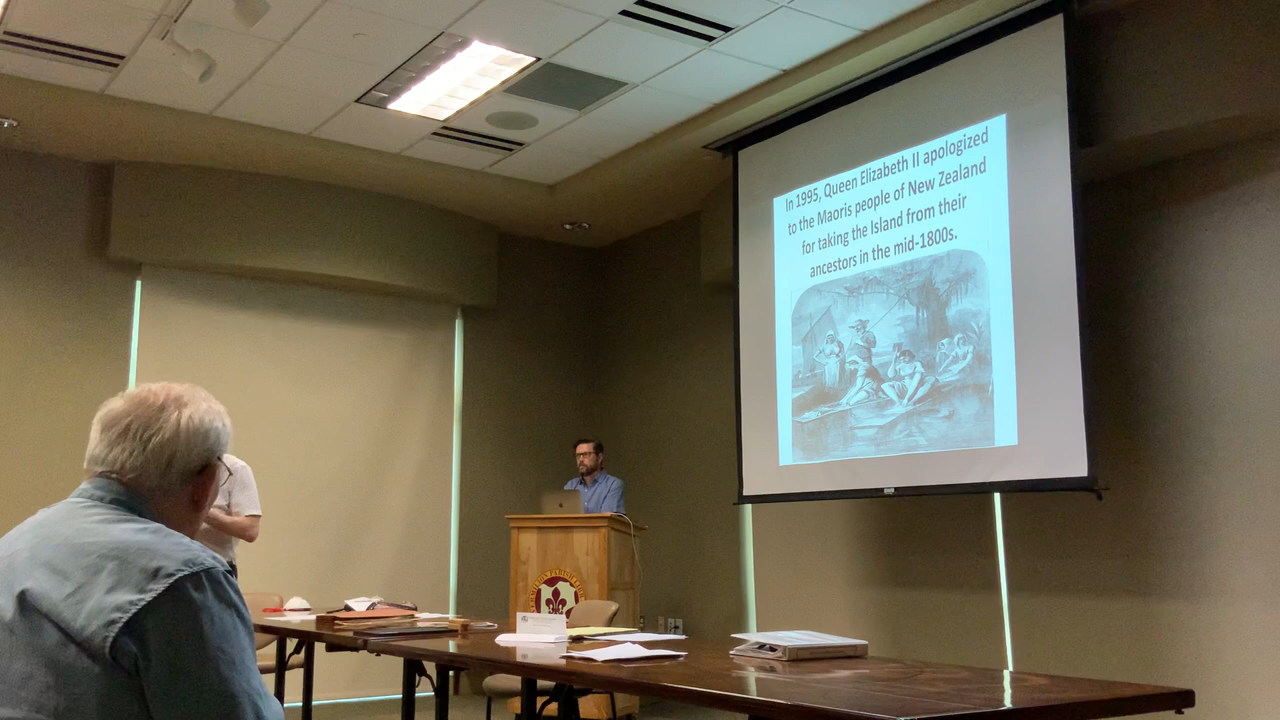 In 1995, Queen Elizabeth II apologized
to the Maoris people of New Zealand
for taking the Island from their
ancestors in the mid-1800s.